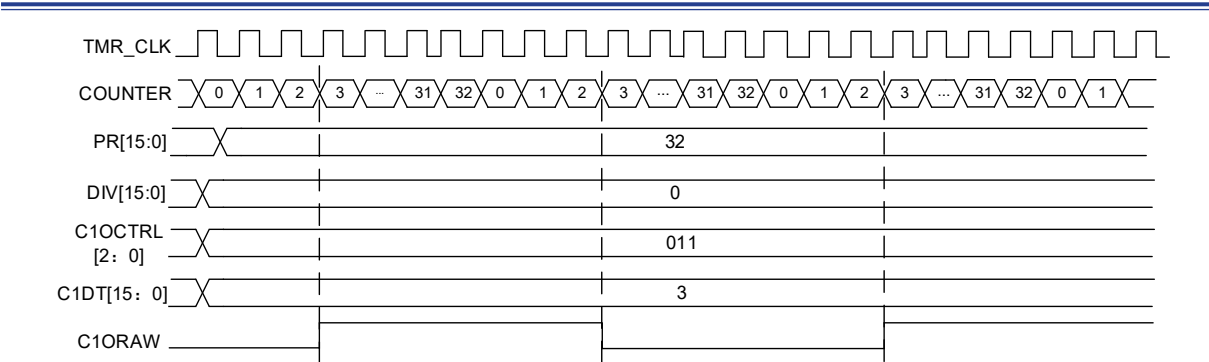 TMR_CLK
COUNTER 0 1 2 3 ... 31 32 0 1 2 3 ... 31 32 0 1 2 3 ... 31 32 0 1
PR[15:0] 32
DIV[15:0] 0
C1OCTRL
[2：0] 011
C1DT[15：0] 3
C1ORAW